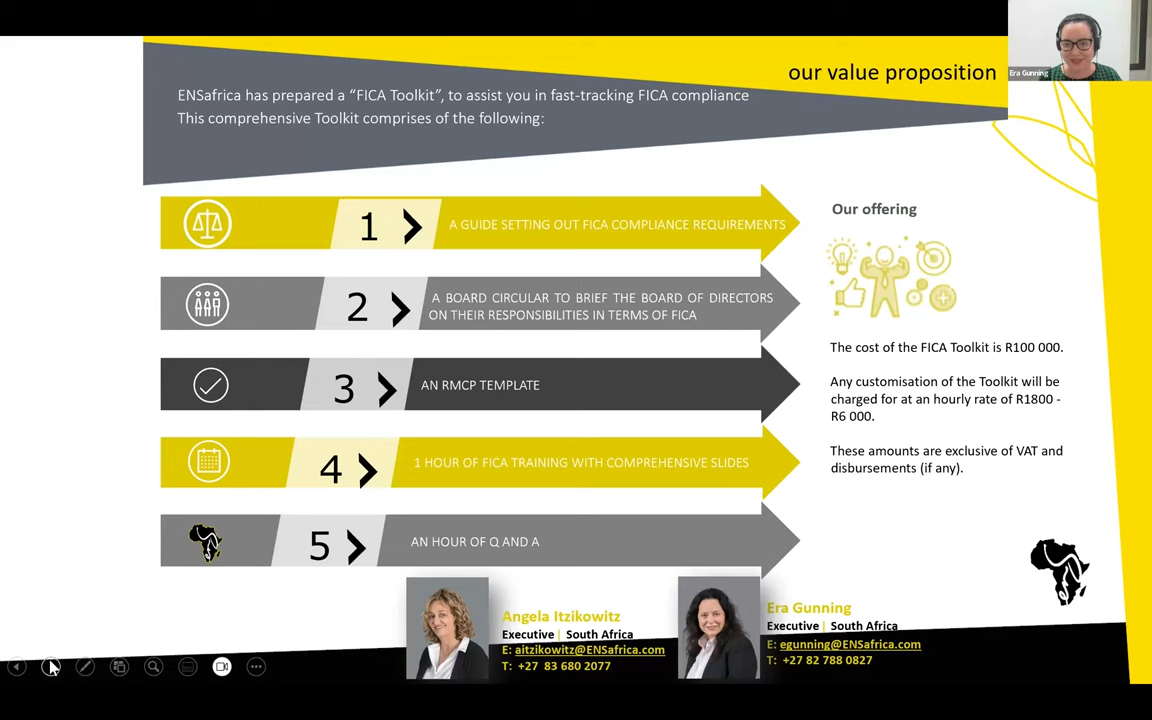 Era Gunning
our value proposition
ENSafrica has prepared a “FICA Toolkit”, to assist you in fast-tracking FICA compliance
This comprehensive Toolkit comprises of the following:
1
A GUIDE SETTING OUT FICA COMPLIANCE REQUIREMENTS
2
A BOARD CIRCULAR TO BRIEF THE BOARD OF DIRECTORS
ON THEIR RESPONSIBILITIES IN TERMS OF FICA
3
AN RMCP TEMPLATE
4
1 HOUR OF FICA TRAINING WITH COMPREHENSIVE SLIDES
5
AN HOUR OF Q AND A
Our offering
The cost of the FICA Toolkit is R100 000.
Any customisation of the Toolkit will be
charged for at an hourly rate of R1800 -
R6 000.
These amounts are exclusive of VAT and
disbursements (if any).
Angela Itzikowitz
Executive | South Africa
E: aitzikowitz@ENSafrica.com
T: +27 83 680 2077
Era Gunning
Executive | South Africa
E: egunning@ENSafrica.com
T: +27 82 788 0827